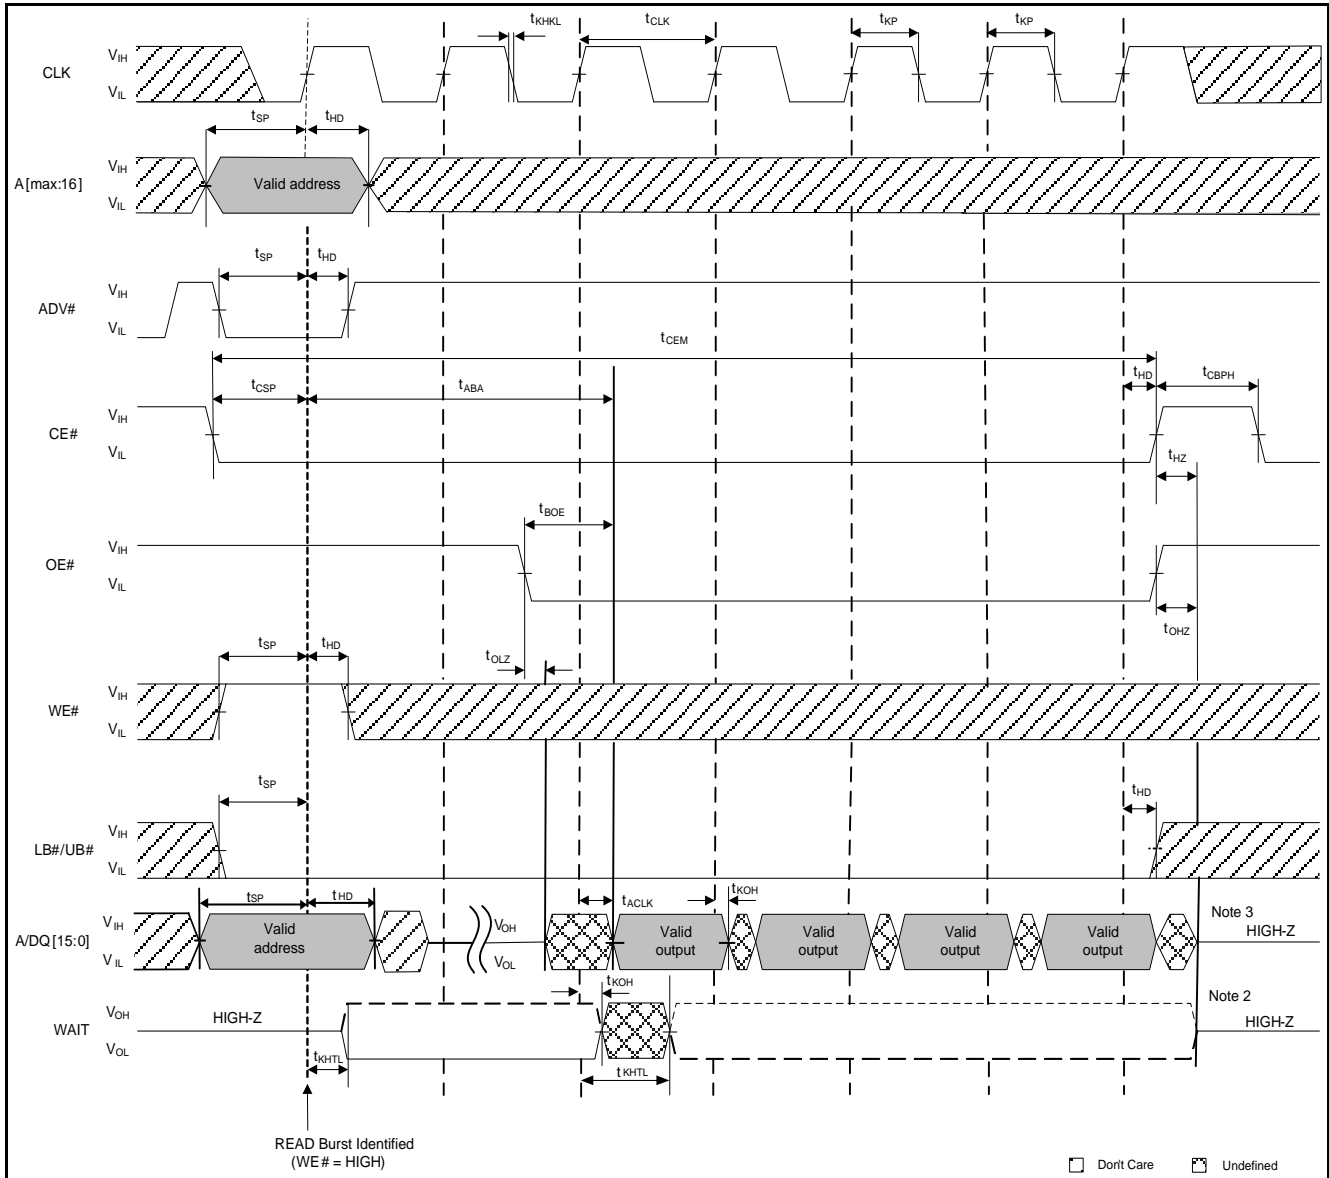 tKHKL
tCLK
tKP
tKP
VIH
CLK
VIL
tSP
tHD
VIH
A[max:16]
Valid address
VIL
tSP
tHD
VIH
ADV#
VIL
tCEM
tCSP
tABA
tHD
tCBPH
VIH
CE#
VIL
tHZ
tBOE
VIH
OE#
VIL
tOHZ
tSP
tHD
tOLZ
VIH
WE#
VIL
tSP
tHD
VIH
LB#/UB#
VIL
tSP
tHD
tACLK
tKOH
VIH
A/DQ[15:0]
VIL
Valid
address
VOH
VOL
Valid
output
Valid
output
Valid
output
Valid
output
Note 3
HIGH-Z
tKOH
Note 2
VOH
WAIT
VOL
HIGH-Z
HIGH-Z
tKHTL
tKHTL
READ Burst Identified
(WE# = HIGH)
Don't Care
Undefined